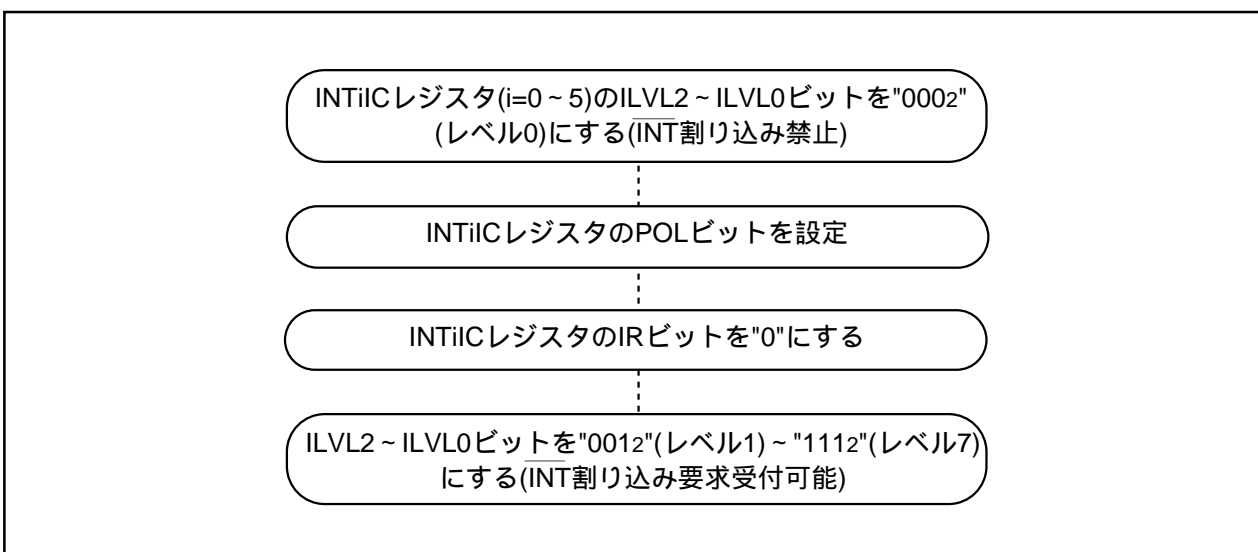 INTiICレジスタ(i=0~5)のILVL2~ILVL0ビットを"0002"
(レベル0)にする(INT割り込み禁止)
INTiICレジスタのPOLビットを設定
INTiICレジスタのIRビットを"0"にする
ILVL2~ILVL0ビットを"0012"(レベル1)~"1112"(レベル7)
にする(INT割り込み要求受付可能)